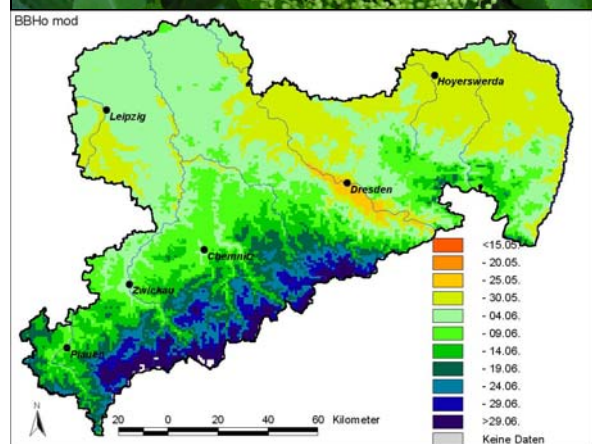 BBHo mod
Hoyerswerda
Leipzig
Dresden
Chemnitz
Zwickau
Plauen
<15.05.
- 20.05.
- 25.05.
- 30.05.
- 04.06.
- 09.06.
- 14.06.
- 19.06.
- 24.06.
- 29.06.
>29.06.
Keine Daten
N
20 0 20 40 60 Kilometer